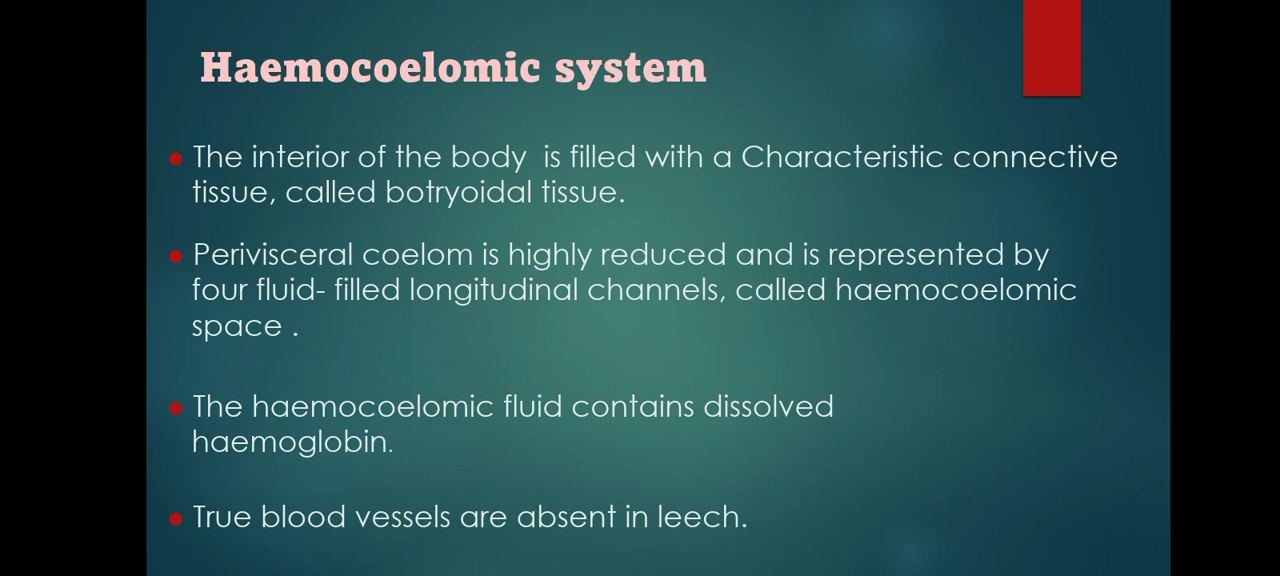 Haemocoelomic system
The interior of the body  is filled with a Characteristic connective
tissue, called botryoidal tissue.
Perivisceral coelom is highly reduced and is represented by
four fluid- filled longitudinal channels, called haemocoelomic
space .
The haemocoelomic fluid contains dissolved
haemoglobin.
True blood vessels are absent in leech.